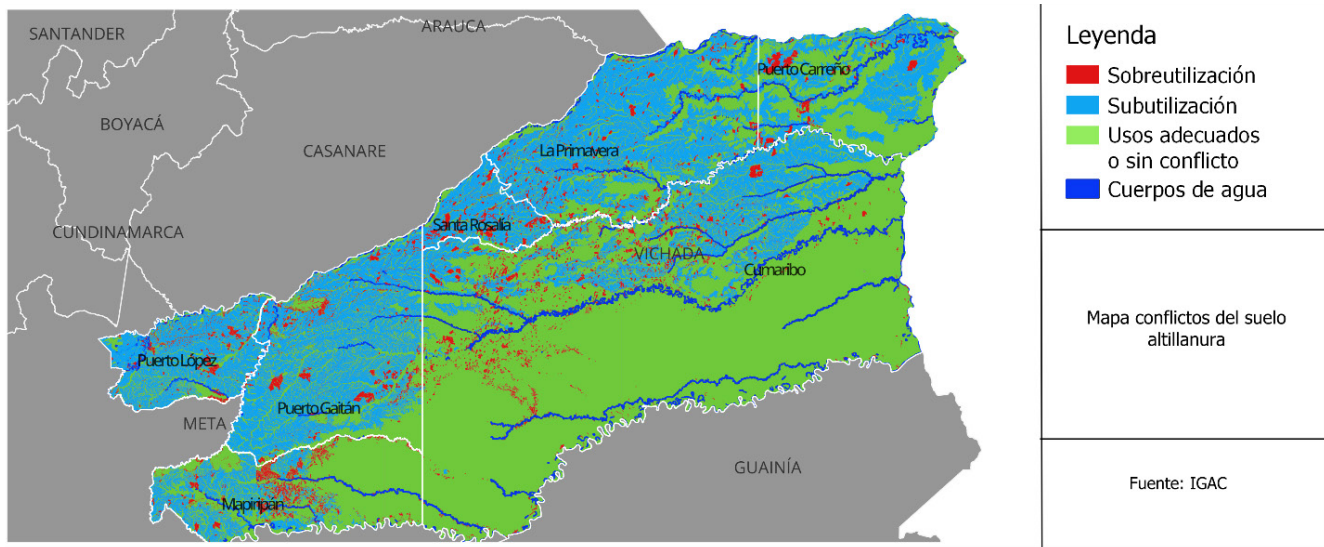 ARAUCA
SANTANDER
Puerto Carreño
BOYACÁ
CASANARE
La Primavera
Santa Rosalía
CUNDINAMARCA
VICHADA
Cumaribo
Puerto López
Puerto Gaitán
META
GUAINÍA
Mapiripán
Leyenda
Sobreutilización
Subutilización
Usos adecuados
o sin conflicto
Cuerpos de agua
Mapa conflictos del suelo
altillanura
Fuente: IGAC